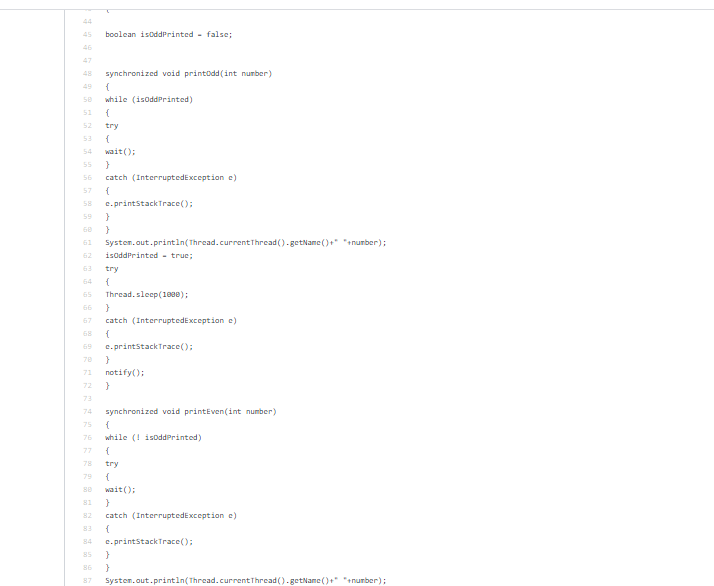 44
45 boolean isOddPrinted = false;
46
47
48 synchronized void printOdd(int number)
49 {
50 while (isOddPrinted)
51 {
52 try
53 {
54 wait();
55 }
56 catch (InterruptedException e)
57 {
58 e.printStackTrace();
59 }
60 }
61 System.out.println(Thread.currentThread().getName()+" "+number);
62 isOddPrinted = true;
63 try
64 {
65 Thread.sleep(1000);
66 }
67 catch (InterruptedException e)
68 {
69 e.printStackTrace();
70 }
71 notify();
72 }
73
74 synchronized void printEven(int number)
75 {
76 while (! isOddPrinted)
77 {
78 try
79 {
80 wait();
81 }
82 catch (InterruptedException e)
83 {
84 e.printStackTrace();
85 }
86 }
87 System.out.println(Thread.currentThread().getName()+" "+number);